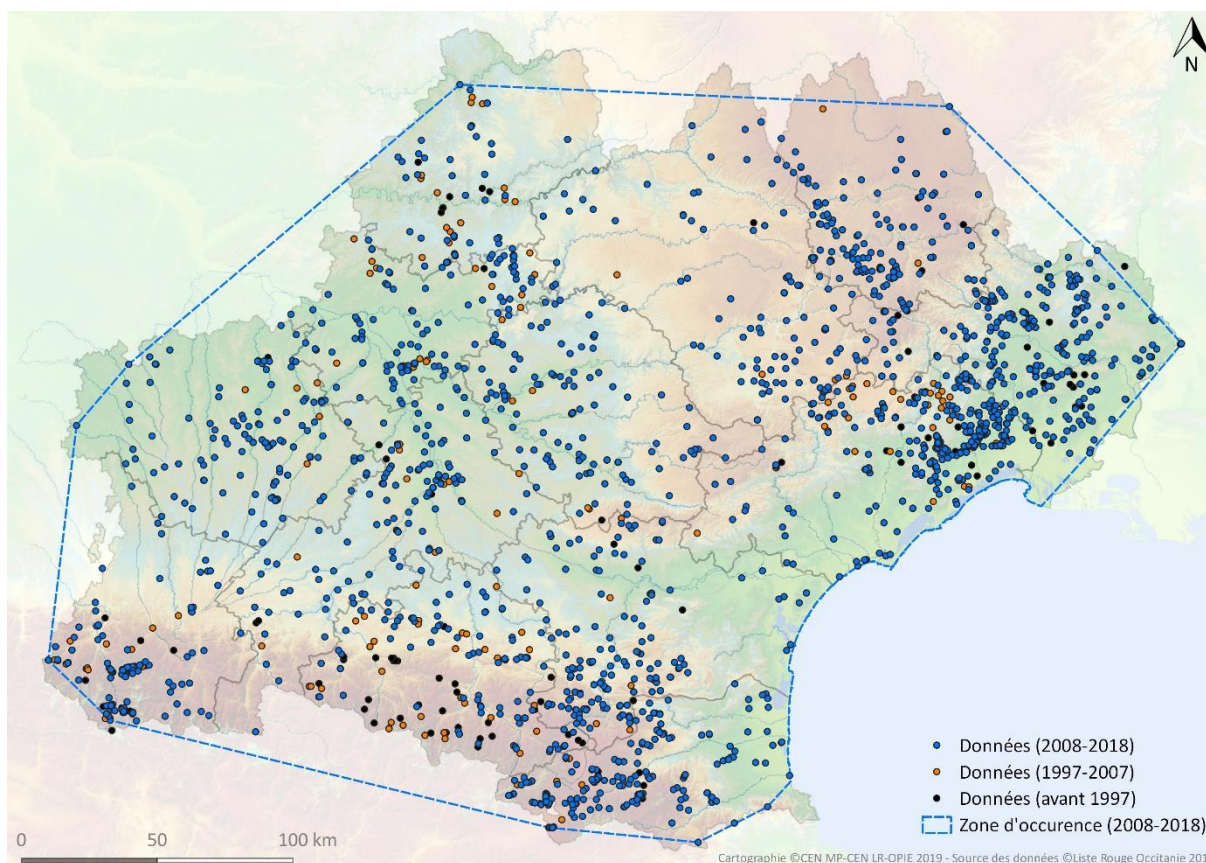 N
Données (2008-2018)
Données (1997-2007)
Données (avant 1997)
Zone d'occurence (2008-2018)
0 50 100 km
Cartographie ©CEN MP-CEN LR-OPIE 2019 - Source des données ©Liste Rouge Occitanie 201